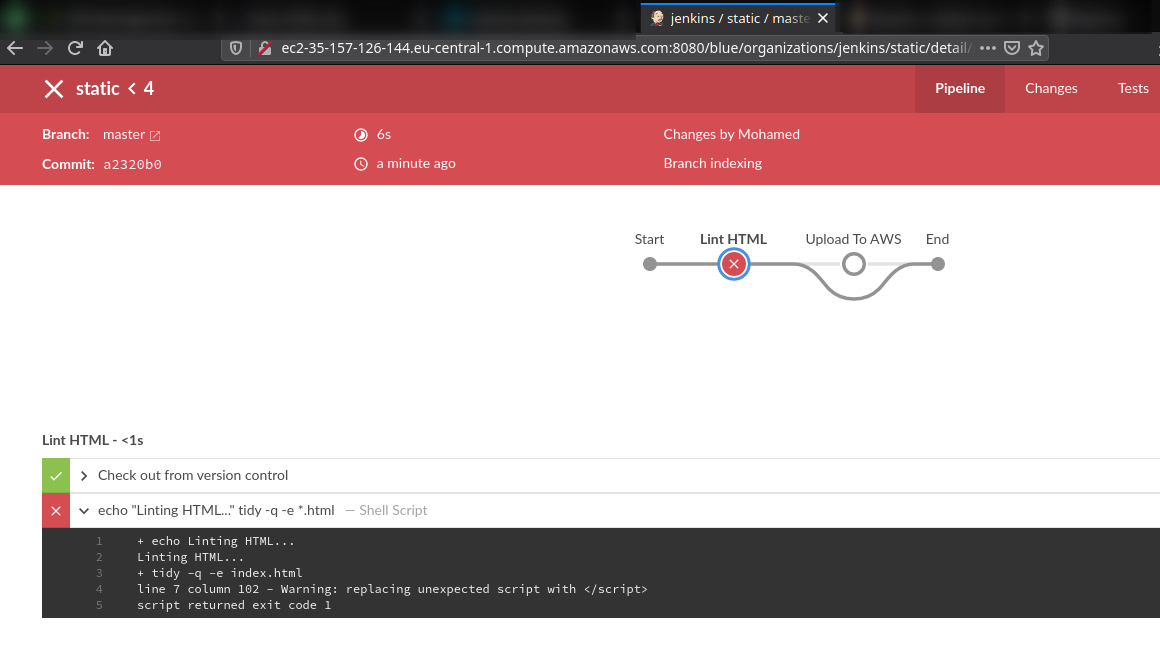 jenkins / static / maste
ec2-35-157-126-144.eu-central-1.compute.amazonaws.com:8080/blue/organizations/jenkins/static/detail/
static < 4
Pipeline Changes Tests
Branch: master 6s Changes by Mohamed
Commit: a2320b0 a minute ago Branch indexing
Start Lint HTML Upload To AWS End
Lint HTML - <1s
Check out from version control
echo "Linting HTML..." tidy -q -e *.html — Shell Script
1 + echo Linting HTML...
2 Linting HTML...
3 + tidy -q -e index.html
4 line 7 column 102 - Warning: replacing unexpected script with </script>
5 script returned exit code 1